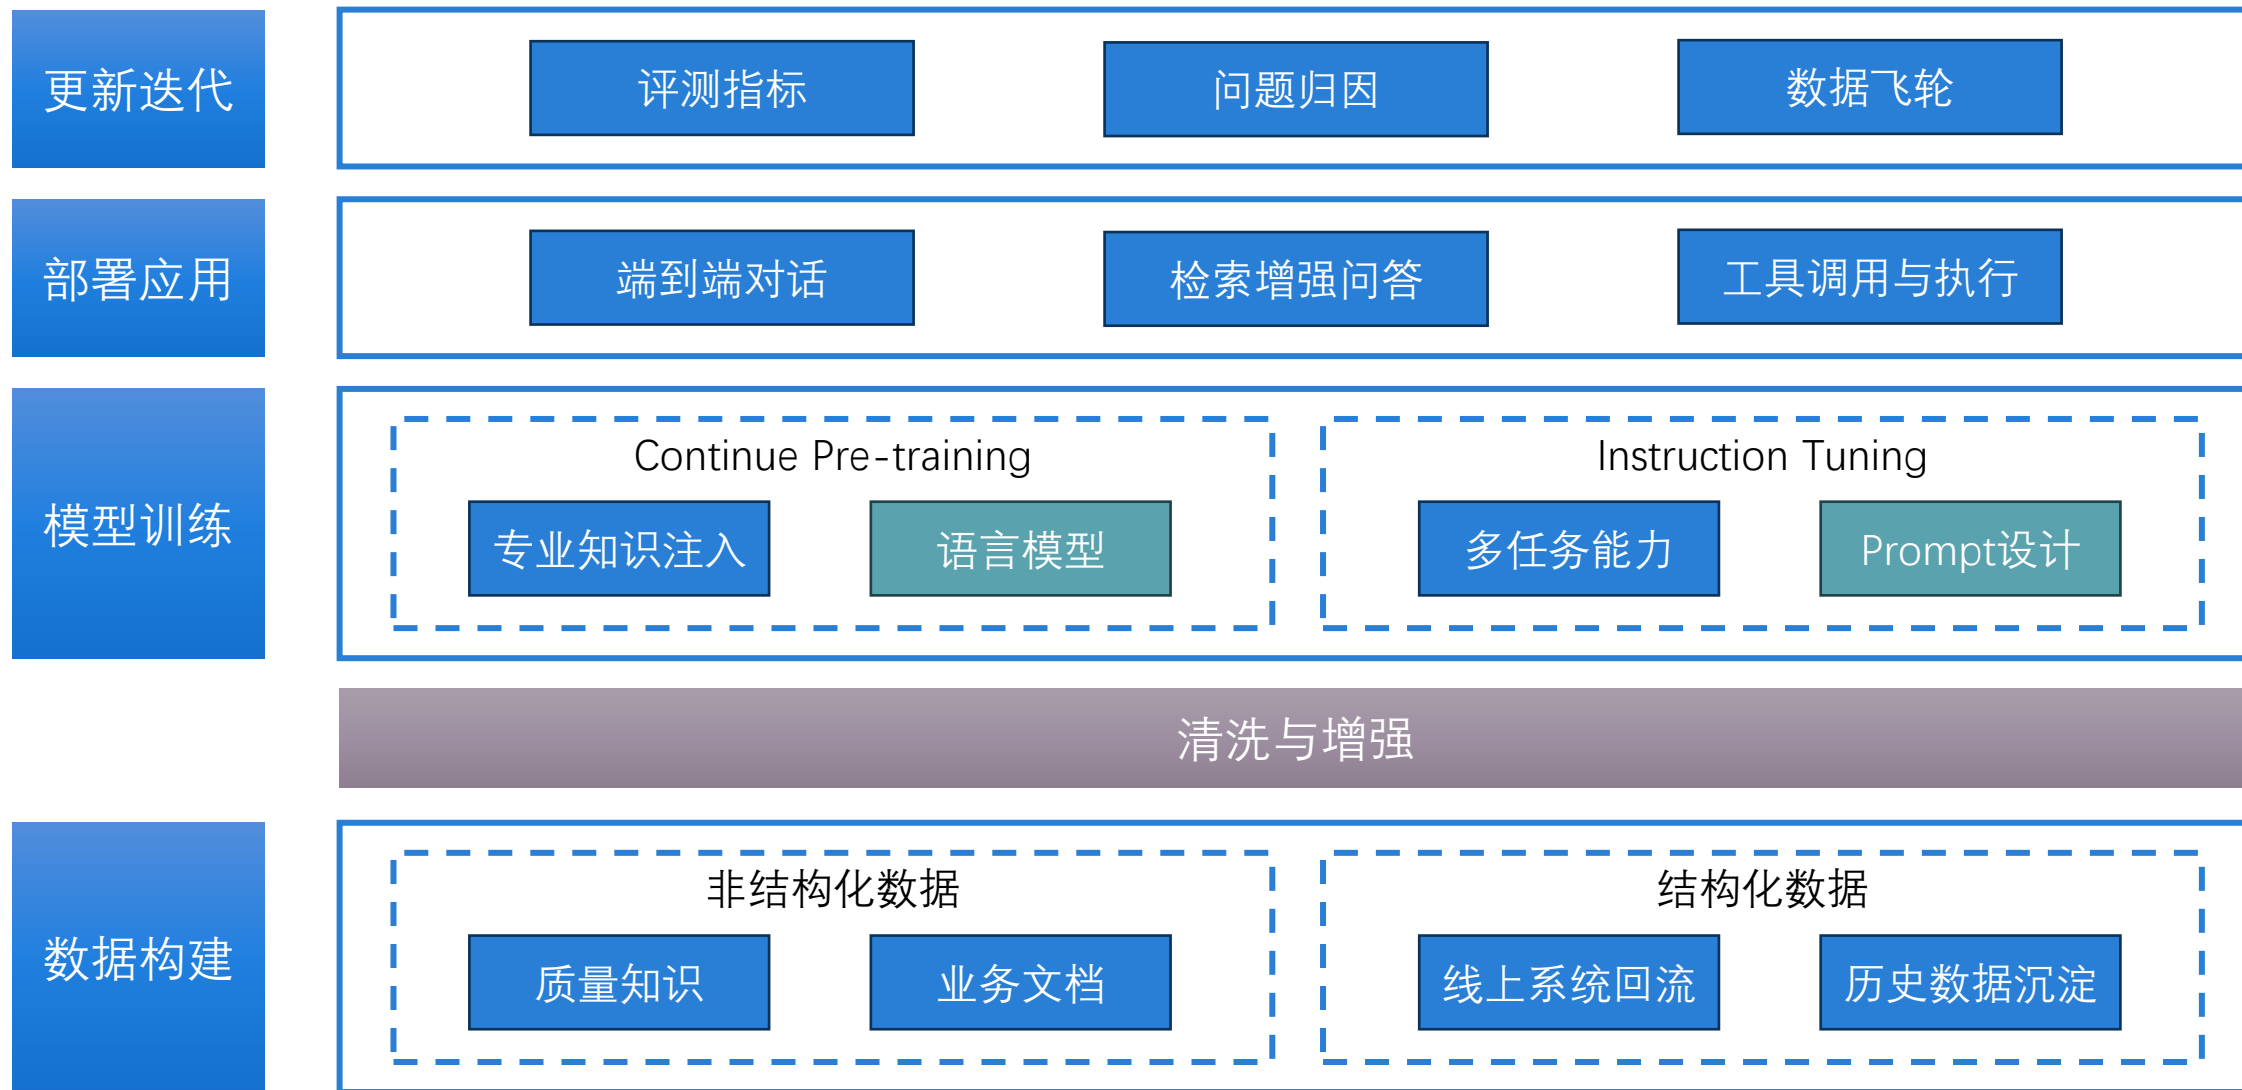 更新迭代
评测指标
问题归因
数据飞轮
部署应用
端到端对话
检索增强问答
工具调用与执行
模型训练
Continue Pre-training
专业知识注入
语言模型
Instruction Tuning
多任务能力
Prompt设计
清洗与增强
数据构建
非结构化数据
质量知识
业务文档
结构化数据
线上系统回流
历史数据沉淀